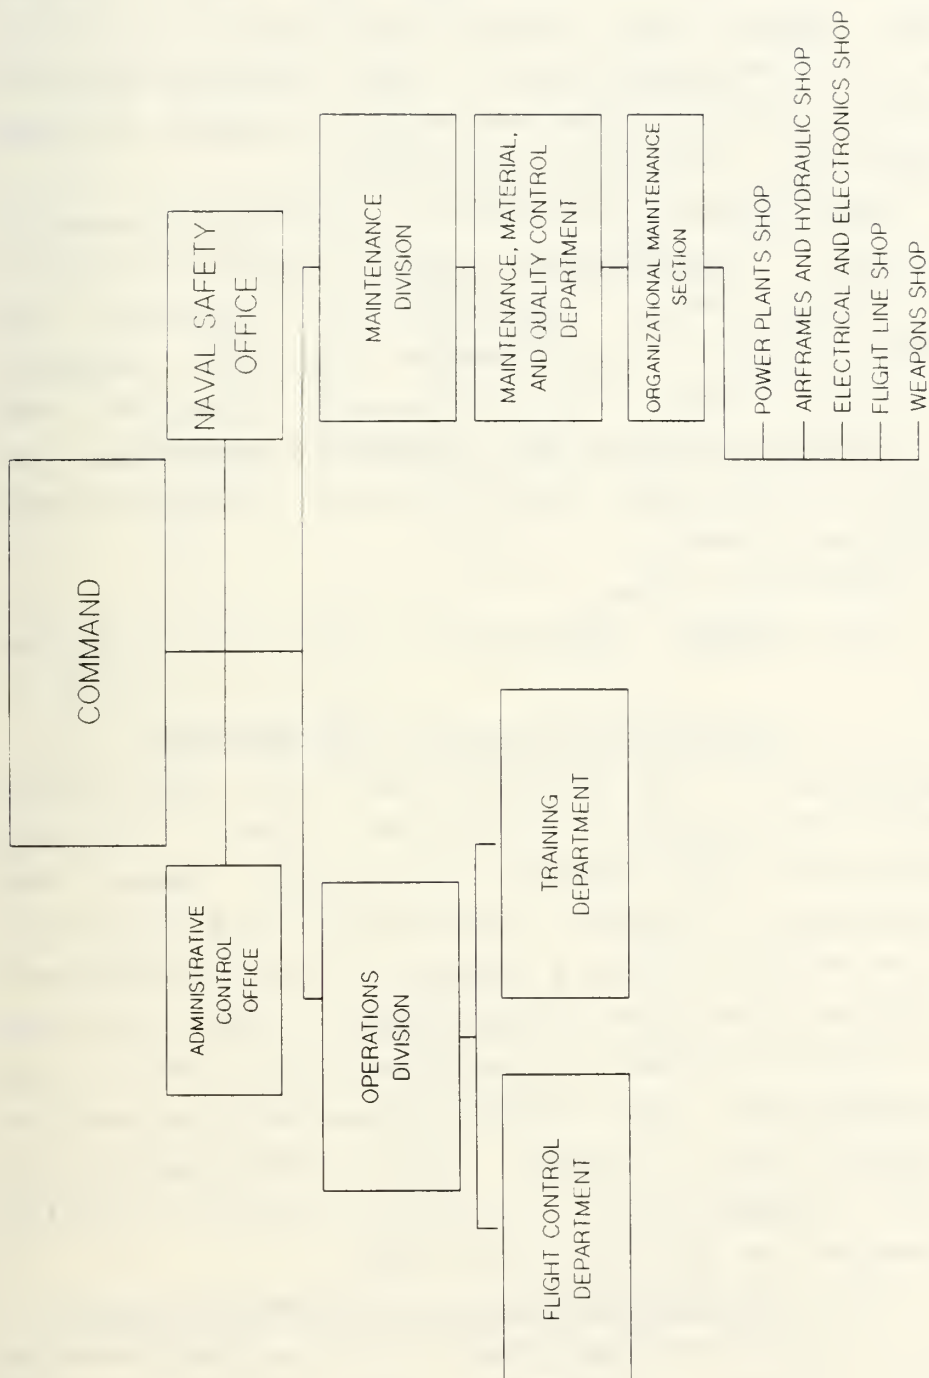 COMMAND
ADMINISTRATIVE
CONTROL
OFFICE
NAVAL SAFETY
OFFICE
OPERATIONS
DIVISION
MAINTENANCE
DIVISION
FLIGHT CONTROL
DEPARTMENT
TRAINING
DEPARTMENT
MAINTENANCE, MATERIAL,
AND QUALITY CONTROL
DEPARTMENT
ORGANIZATIONAL MAINTENANCE
SECTION
POWER PLANTS SHOP
AIRFRAMES AND HYDRAULIC SHOP
ELECTRICAL AND ELECTRONICS SHOP
FLIGHT LINE SHOP
WEAPONS SHOP